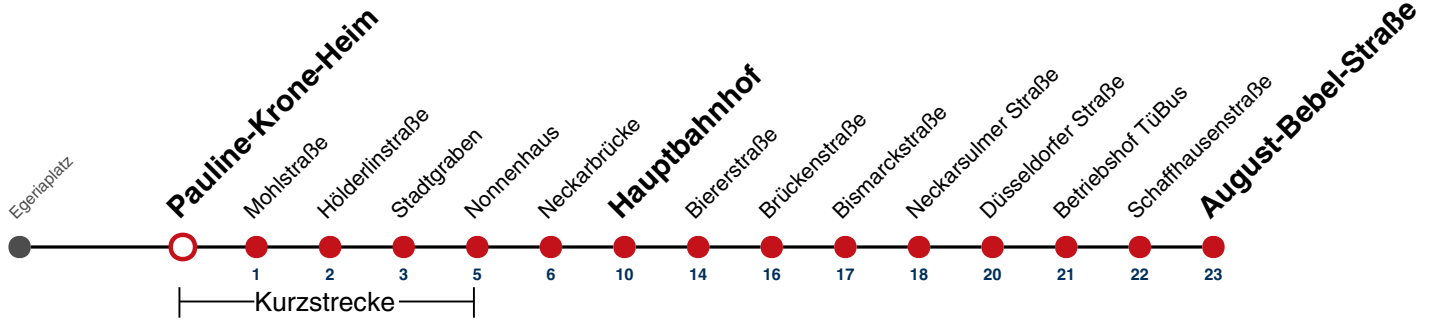 Egeriaplatz
Pauline-Krone-Heim
Mohlstraße
Hölderlinstraße
Stadtgraben
Nonnenhaus
Neckarbrücke
Hauptbahnhof
Biererstraße
Brückenstraße
Bismarckstraße
Neckarsulmer Straße
Düsseldorfer Straße
Betriebshof TüBus
Schaffhausenstraße
August-Bebel-Straße
1 2 3 5 6 10 14 16 17 18 20 21 22 23
Kurzstrecke